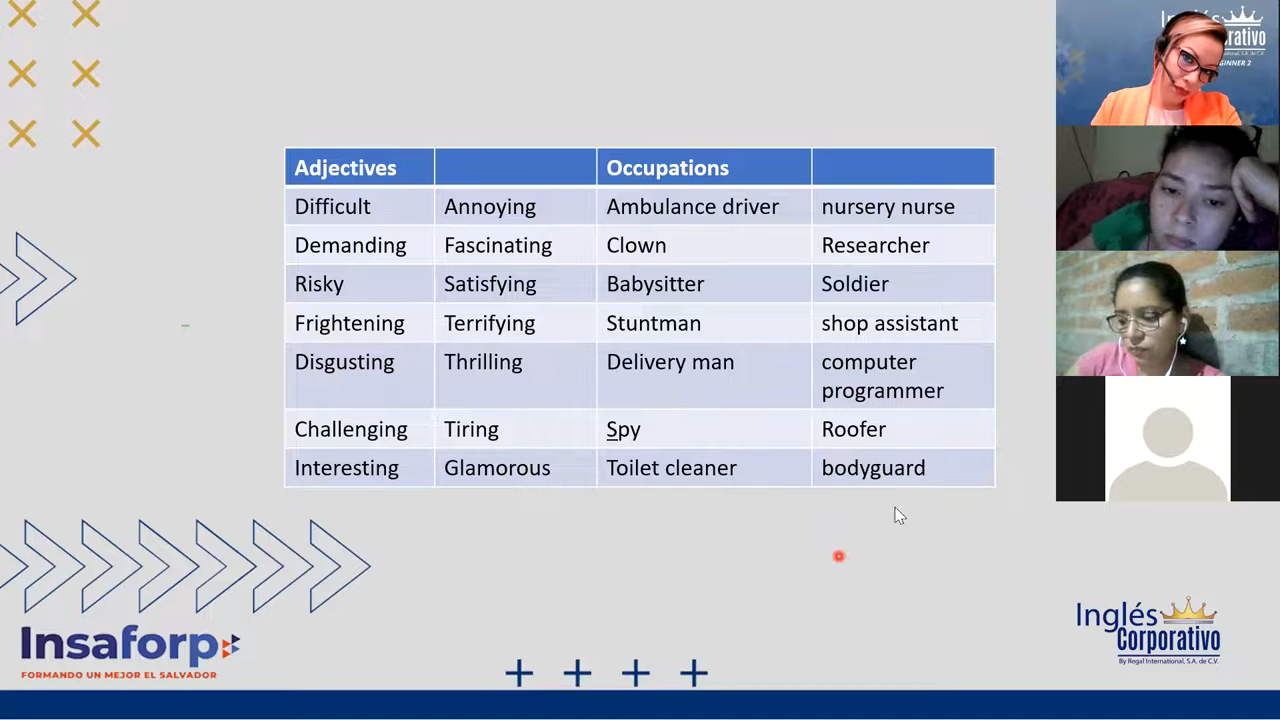 Adjectives Occupations
Difficult Annoying Ambulance driver nursery nurse
Demanding Fascinating Clown Researcher
Risky Satisfying Babysitter Soldier
Frightening Terrifying Stuntman shop assistant
Disgusting Thrilling Delivery man computer
programmer
Challenging Tiring Spy Roofer
Interesting Glamorous Toilet cleaner bodyguard
Insaforp
FORMANDO UN MEJOR EL SALVADOR
Inglés
Corporativo
By Regal International, S.A. de C.V.